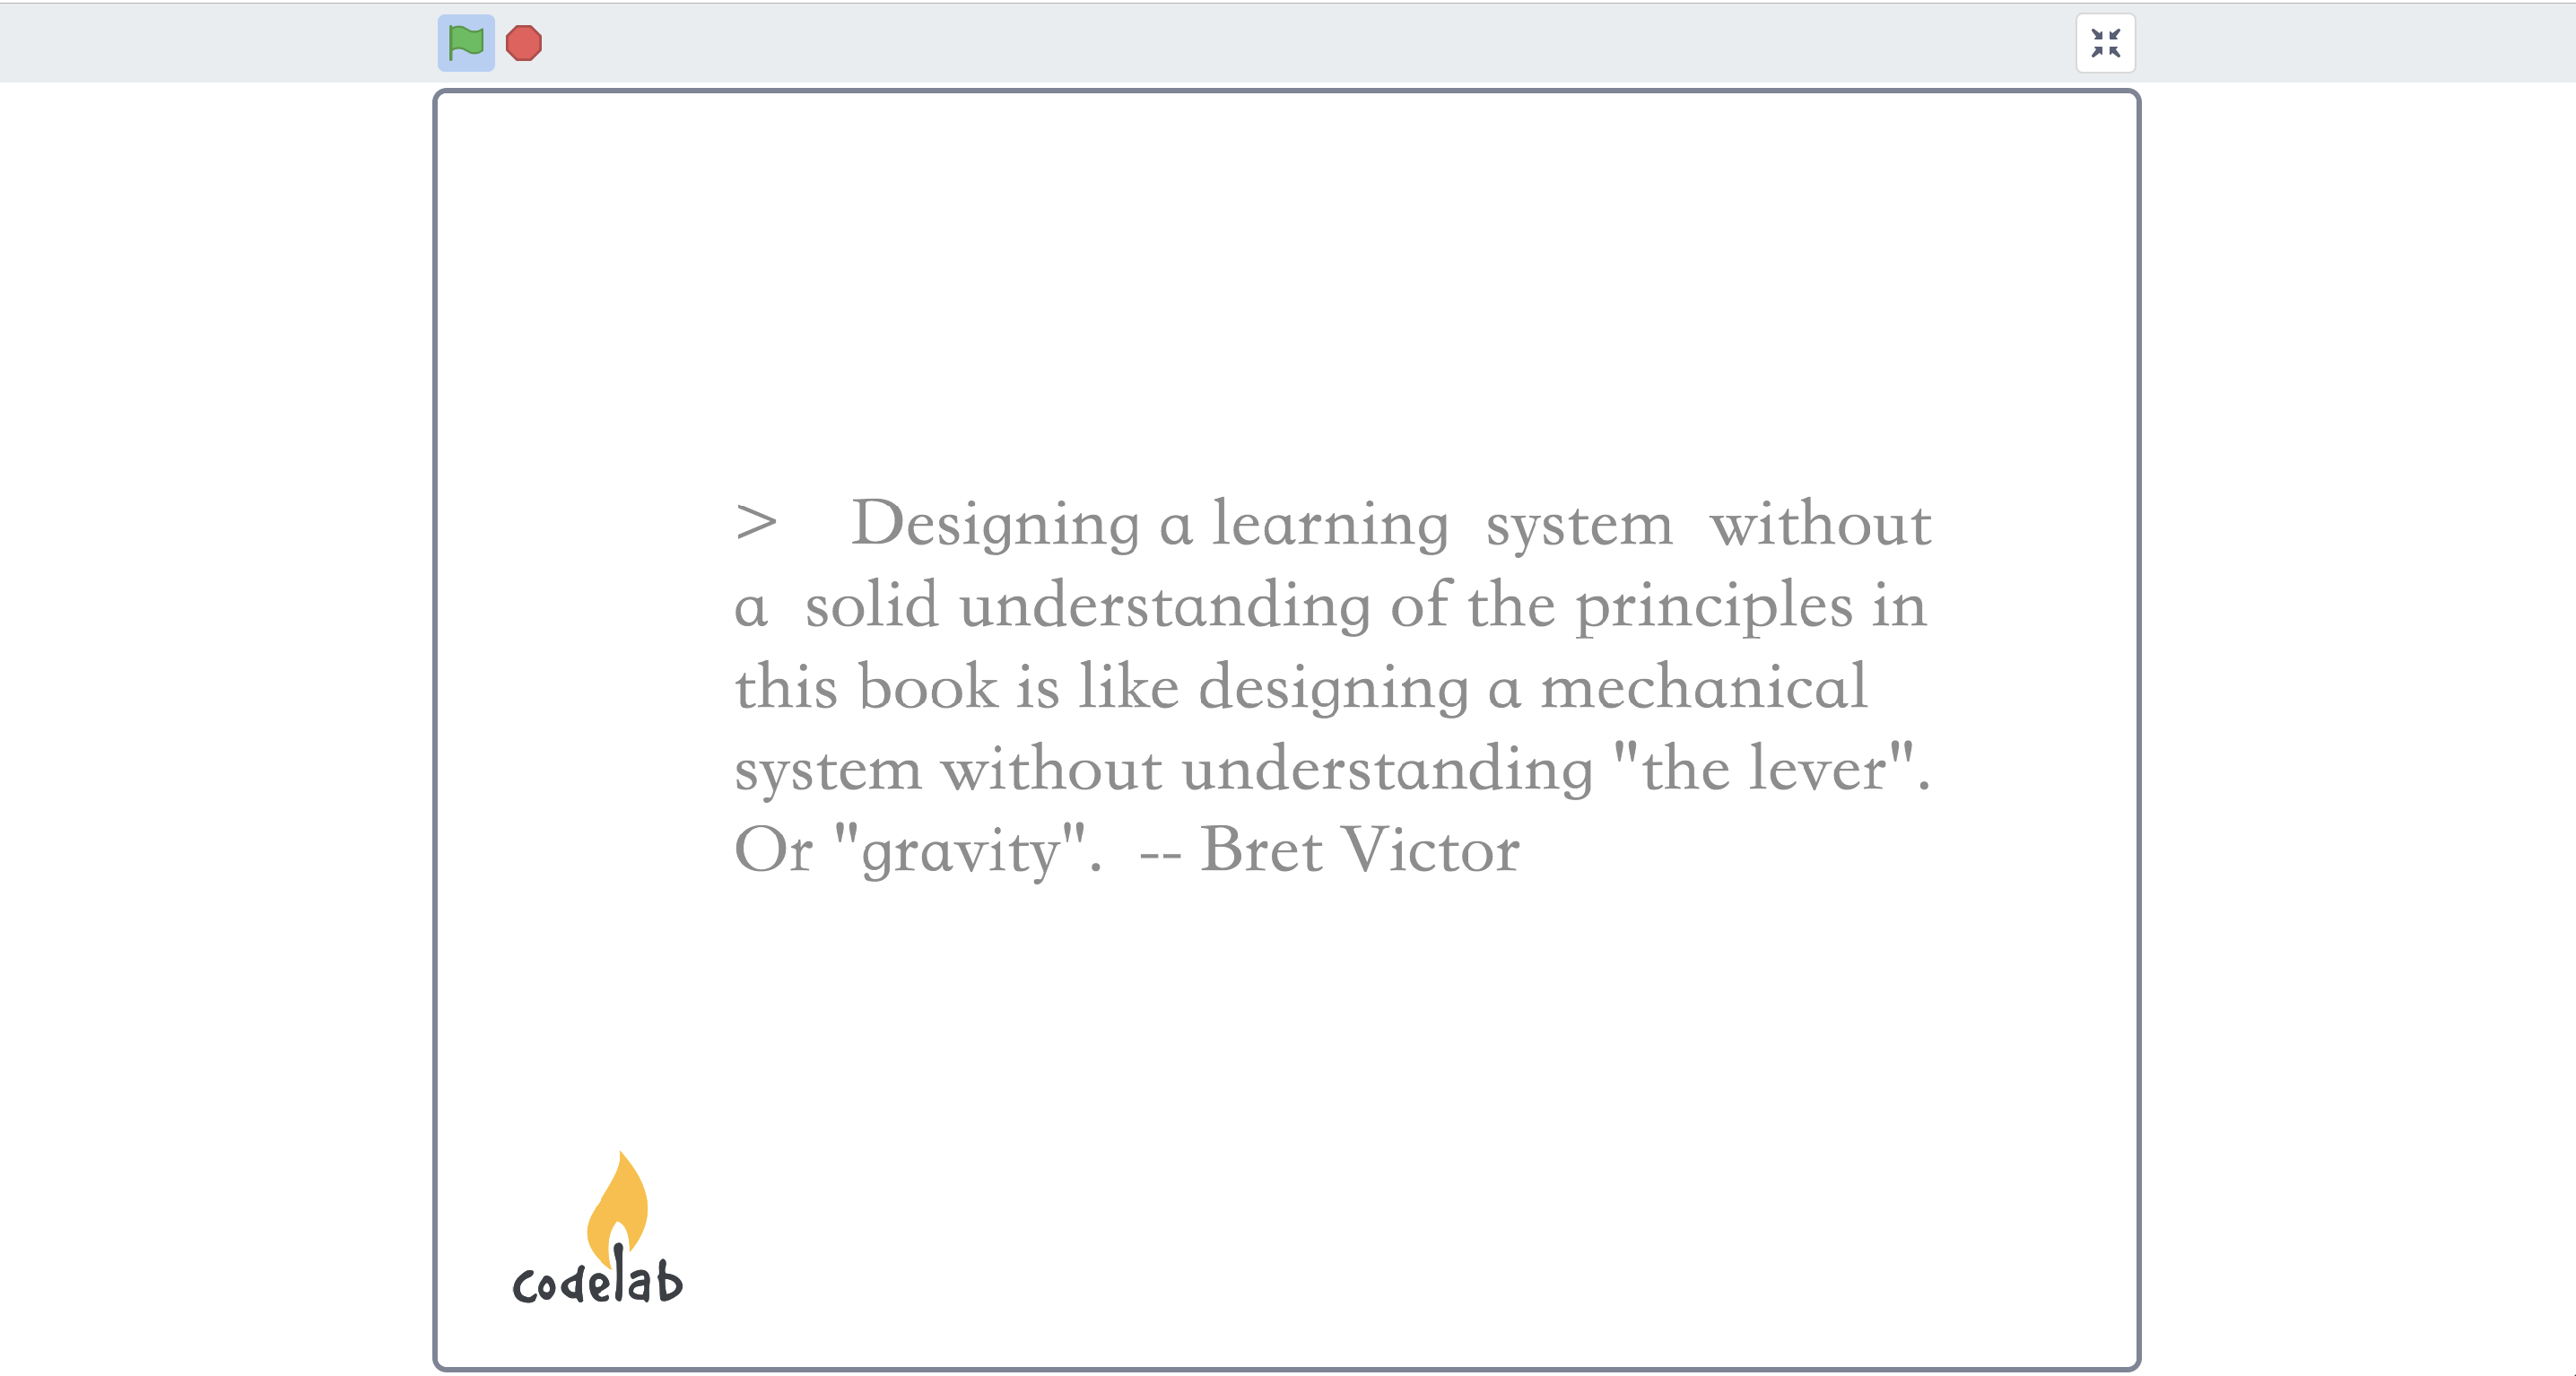 >    Designing a learning  system  without
a  solid understanding of the principles in
this book is like designing a mechanical
system without understanding "the lever".
Or "gravity".  -- Bret Victor
codelab